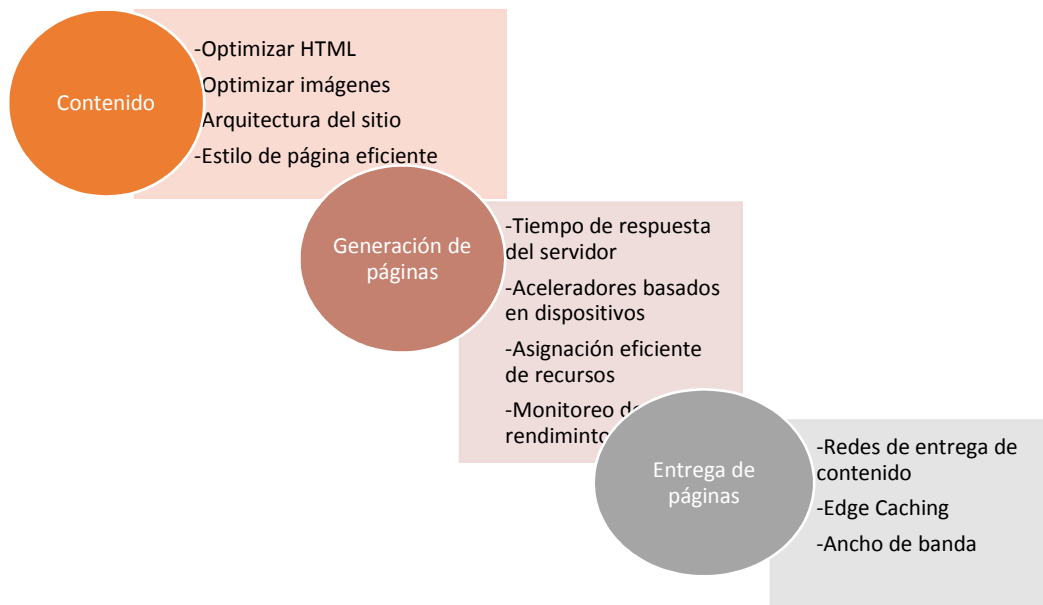 Contenido
-Optimizar HTML
-Optimizar imágenes
-Arquitectura del sitio
-Estilo de página eficiente
Generación de
páginas
-Tiempo de respuesta
del servidor
-Aceleradores basados
en dispositivos
-Asignación eficiente
de recursos
-Monitoreo de
rendiminto
Entrega de
páginas
-Redes de entrega de
contenido
-Edge Caching
-Ancho de banda